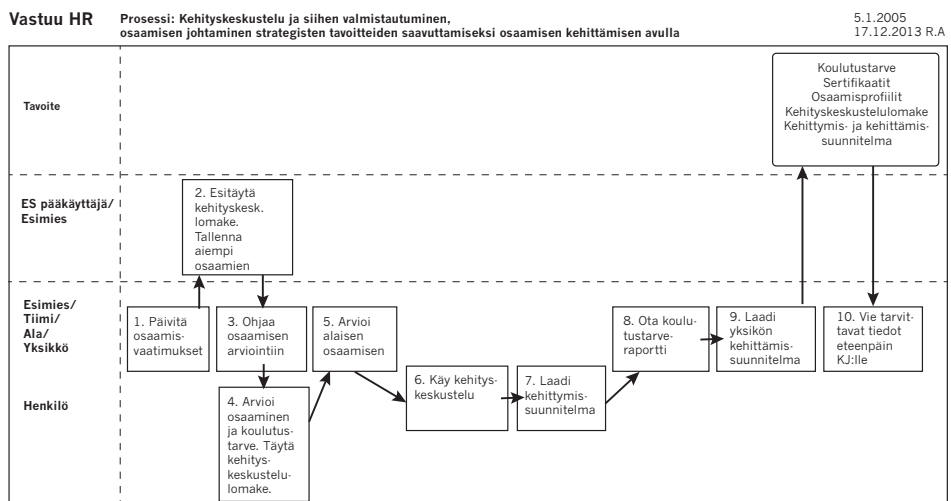 Vastuu HR
Prosessi: Kehityskeskustelu ja siihen valmistautuminen,
osaamisen johtaminen strategisten tavoitteiden saavuttamiseksi osaamisen kehittämisen avulla
5.1.2005
17.12.2013 R.A
Tavoite
Koulutustarve
Sertifikaatit
Osaamisprofiilit
Kehityskeskustelulomake
Kehittymis- ja kehittämis-
suunnitelma
ES pääkäyttäjä/
Esimies
2. Esitäytä
kehityskesk.
lomake.
Tallenna
aiempi
osaamien
Esimies/
Tiimi/
Ala/
Yksikkö
1. Päivitä
osaamis-
vaatimukset
3. Ohjaa
osaamisen
arviointiin
5. Arvioi
alaisen
osaamisen
8. Ota koulu-
tustarve-
raportti
9. Laadi
yksikön
kehittämis-
suunnitelma
10. Vie tarvit-
tavat tiedot
eteenpäin
KJ:lle
Henkilö
4. Arvioi
osaaminen
ja koulutus-
tarve. Täytä
kehitys-
keskustelu-
lomake.
6. Käy kehitys-
keskustelu
7. Laadi
kehittymis-
suunnitelma